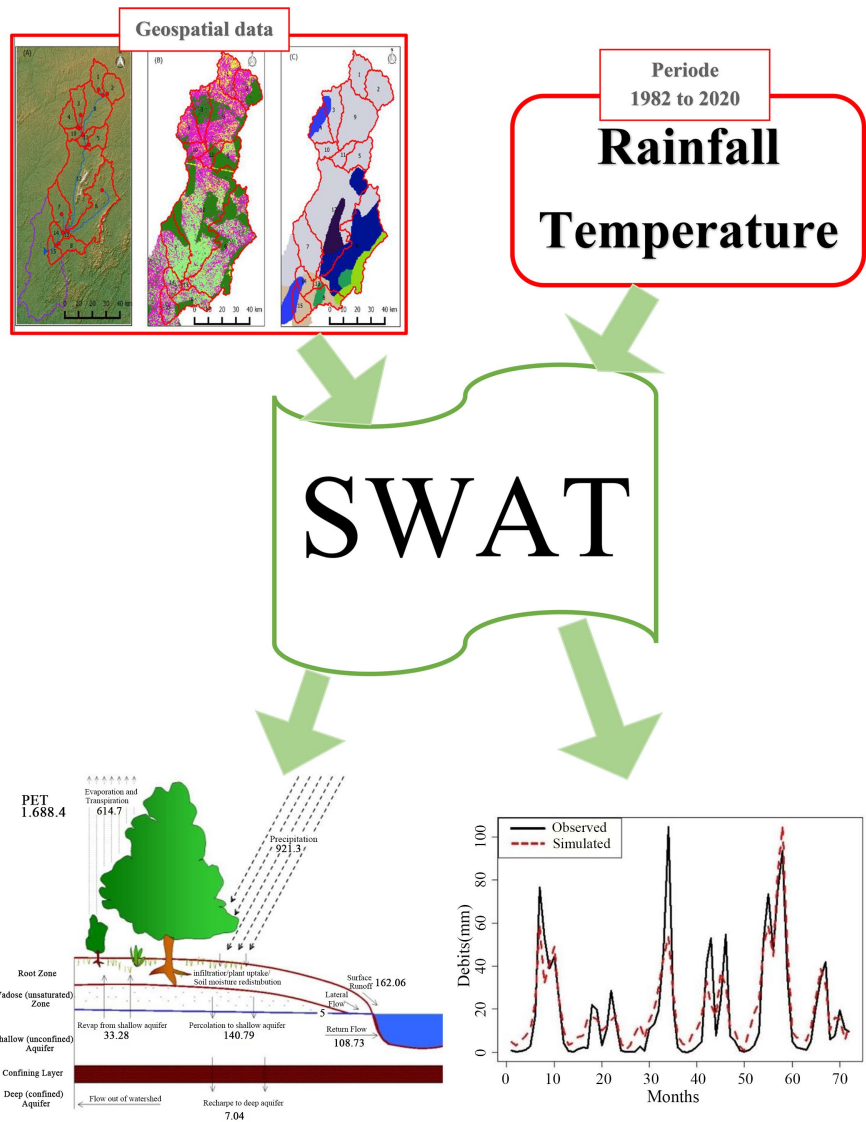 Geospatial data
(A)
(B)
(C)
0 10 20 30 40 km
0 10 20 30 40 km
0 10 20 30 40 km
Periode
1982 to 2020
Rainfall
Temperature
SWAT
PET
1.688.4
Evaporation and
Transpiration
614.7
Precipitation
921.3
Root Zone
infiltration/plant uptake/
Soil moisture redistubution
Surface
Runoff
162.06
adose (unsaturated)
Zone
Lateral
Flow
5
Revap from shallow aquifer
33.28
Percolation to shallow aquifer
140.79
Return Flow
108.73
hallow (unconfined)
Aquifer
Confining Layer
Deep (confined)
Aquifer
Flow out of watershed
Recharpe to deep aquifer
7.04
Observed
Simulated
Debits(mm)
100
80
60
40
20
0
0 10 20 30 40 50 60 70
Months